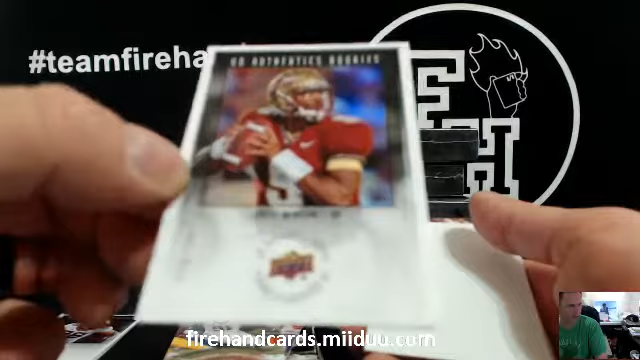 #teamfireha
UD AUTHENTICS ROOKIES
F
H
firehandcards.miiduu.com